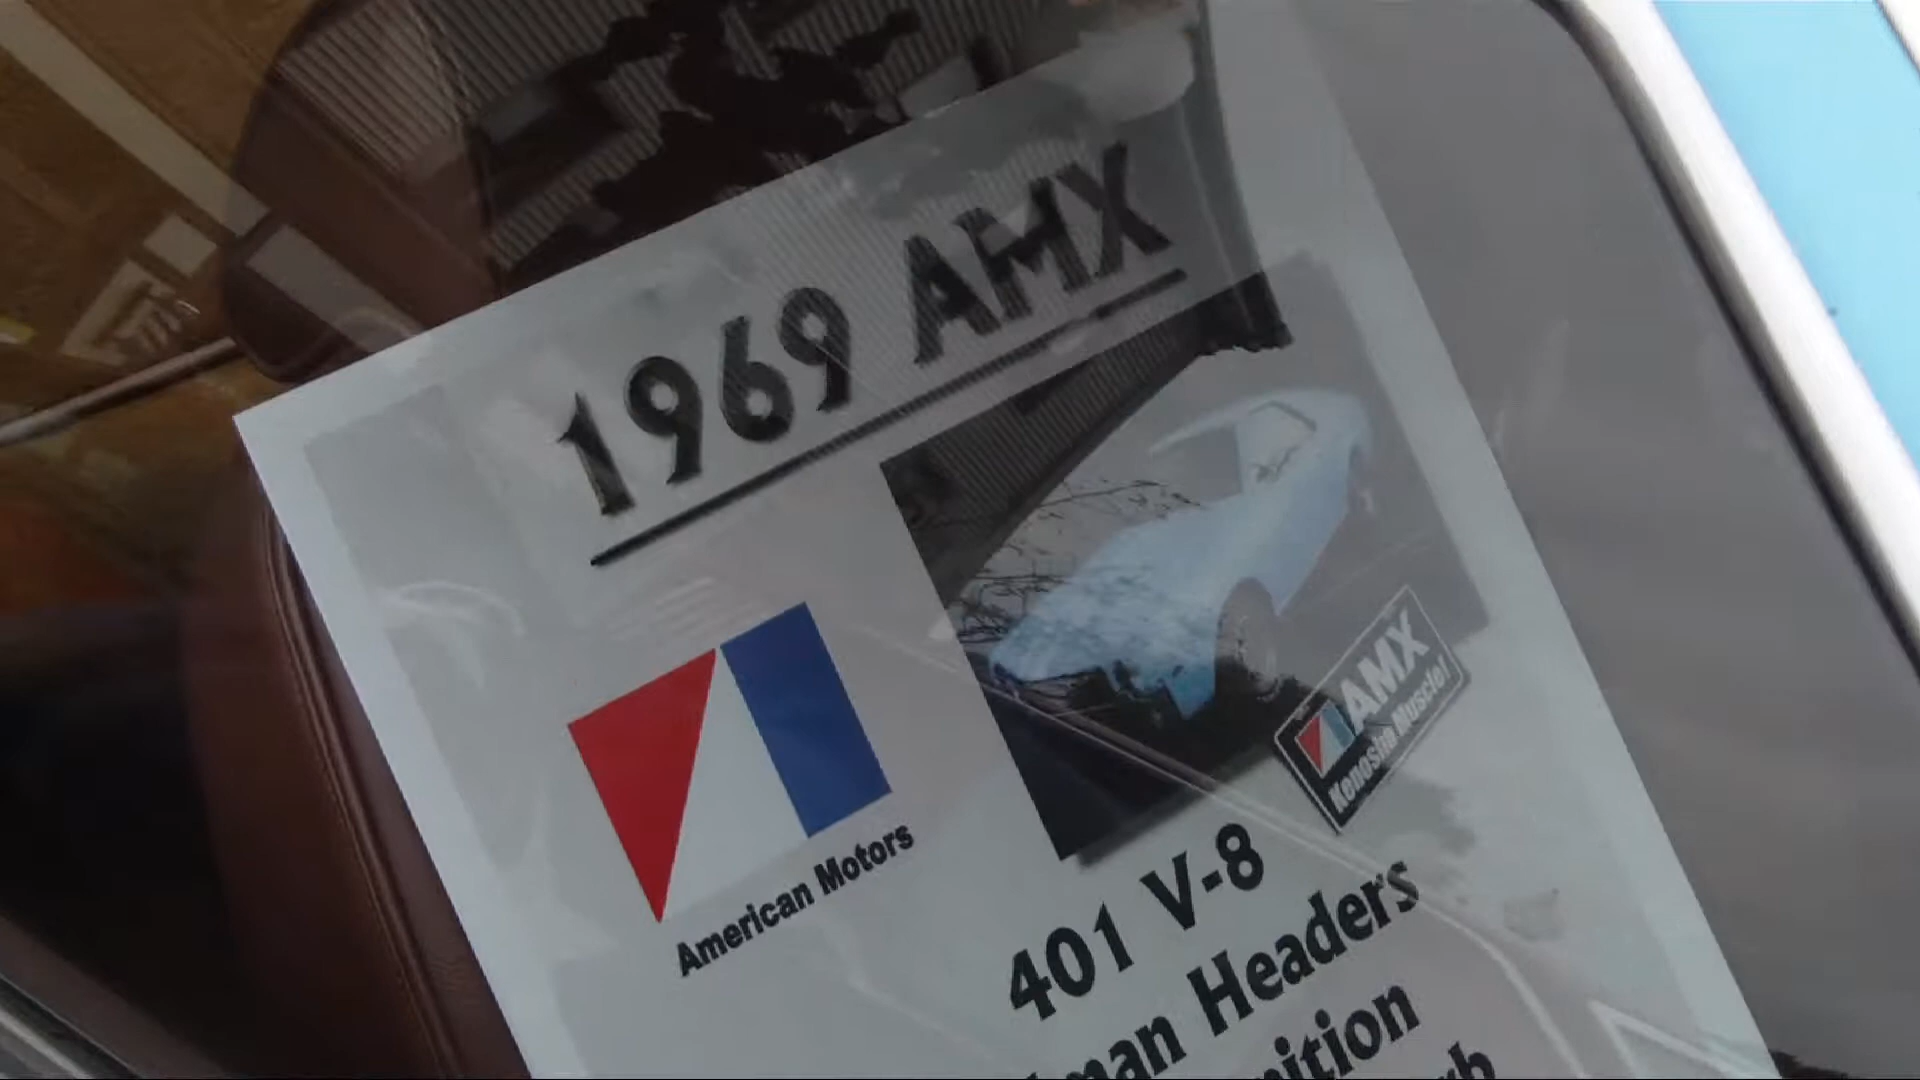 1969 AMX
American Motors
AMX
Kenosha Muscle!
401 V-8
Headers